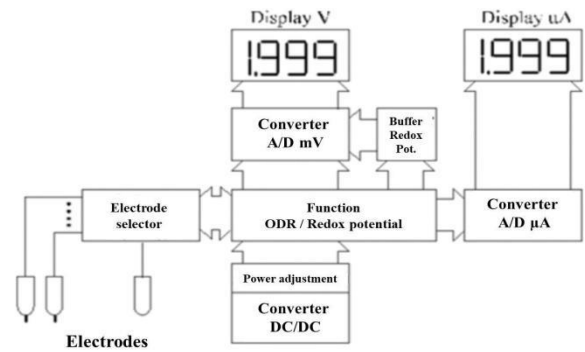 Display V
Display uA
1.999
1.999
Converter
A/D mV
Buffer
Redox
Pot.
Electrode
selector
Function
ODR / Redox potential
Converter
A/D µA
Power adjustment
Converter
DC/DC
Electrodes